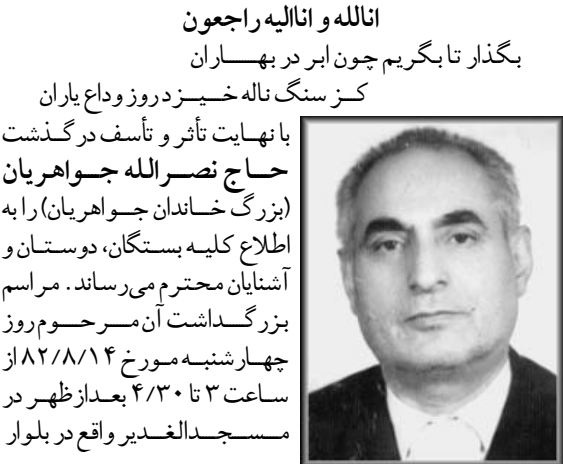 اناالله و اناالیه راجعون
بگذار تا بگریم چون ابر در بهاران
کز سنگ ناله خیزد روز وداع یاران
با نهایت تأثر و تأسف درگذشت
حاج نصرالله جواهریان
(بزرگ خاندان جواهریان) را به
اطلاع کلیه بستگان، دوستان و
آشنایان محترم می‌رساند. مراسم
بزرگداشت آن مرحوم روز
چهارشنبه مورخ ۸۲/۸/۱۴ از
ساعت ۳ تا ۴/۳۰ بعدازظهر در
مسجدالغدیر واقع در بلوار